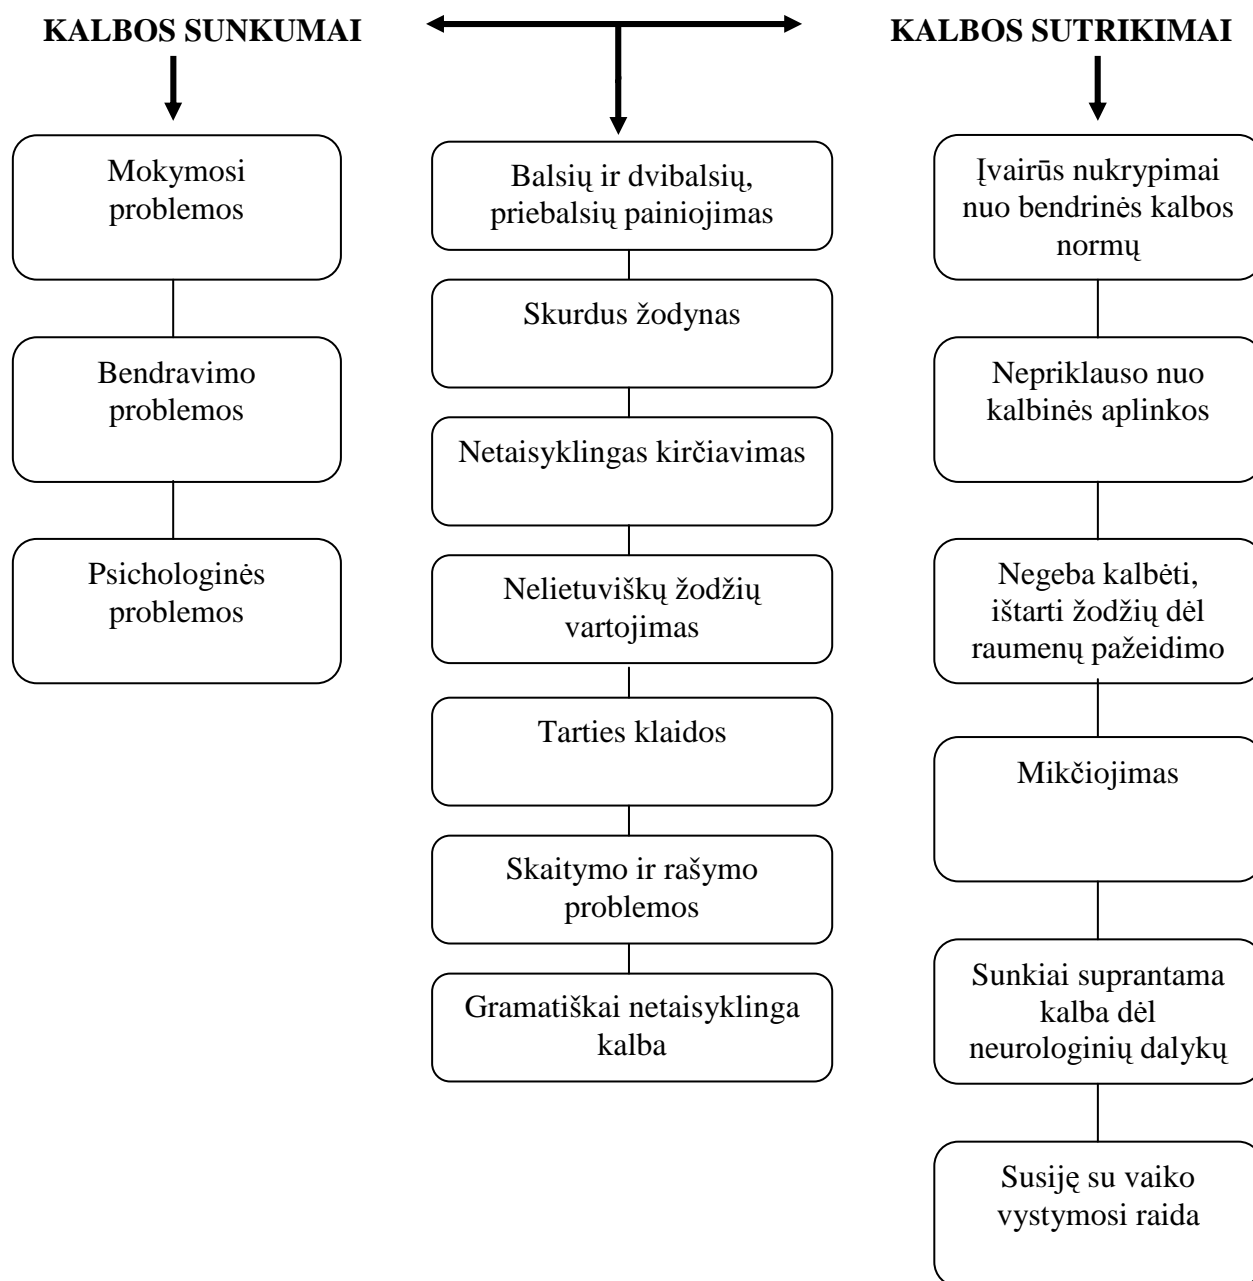 KALBOS SUNKUMAI
KALBOS SUTRIKIMAI
Mokymosi
problemos
Bendravimo
problemos
Psichologinės
problemos
Balsių ir dvibalsių,
priebalsių painiojimas
Skurdus žodynas
Netaisyklingas kirčiavimas
Nelietuviškų žodžių
vartojimas
Tarties klaidos
Skaitymo ir rašymo
problemos
Gramatiškai netaisyklinga
kalba
Įvairūs nukrypimai
nuo bendrinės kalbos
normų
Nepriklauso nuo
kalbinės aplinkos
Negeba kalbėti,
ištarti žodžių dėl
raumenų pažeidimo
Mikčiojimas
Sunkiai suprantama
kalba dėl
neurologinių dalykų
Susiję su vaiko
vystymosi raida